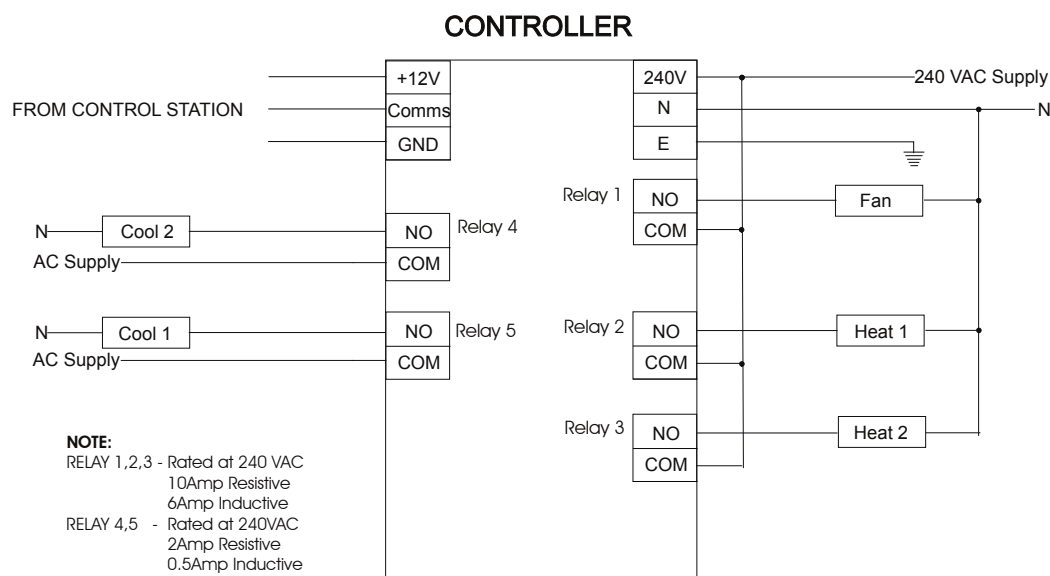 CONTROLLER
+12V
240V
240 VAC Supply
FROM CONTROL STATION
Comms
N
N
GND
E
Relay 1
NO
Fan
COM
N
Cool 2
NO
Relay 4
AC Supply
COM
N
Cool 1
NO
Relay 5
AC Supply
COM
Relay 2
NO
Heat 1
COM
Relay 3
NO
Heat 2
COM
NOTE:
RELAY 1,2,3 - Rated at 240 VAC
10Amp Resistive
6Amp Inductive
RELAY 4,5 - Rated at 240VAC
2Amp Resistive
0.5Amp Inductive